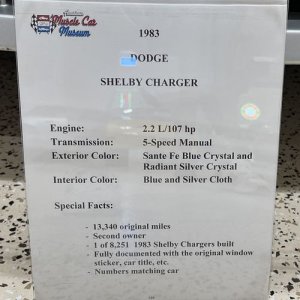 Muscle Car
Museum
1983
DODGE
SHELBY CHARGER
Engine: 2.2 L/107 hp
Transmission: 5-Speed Manual
Exterior Color: Sante Fe Blue Crystal and
Radiant Silver Crystal
Interior Color: Blue and Silver Cloth
Special Facts:
- 13,340 original miles
- Second owner
- 1 of 8,251 1983 Shelby Chargers built
- Fully documented with the original window
sticker, car title, etc.
- Numbers matching car